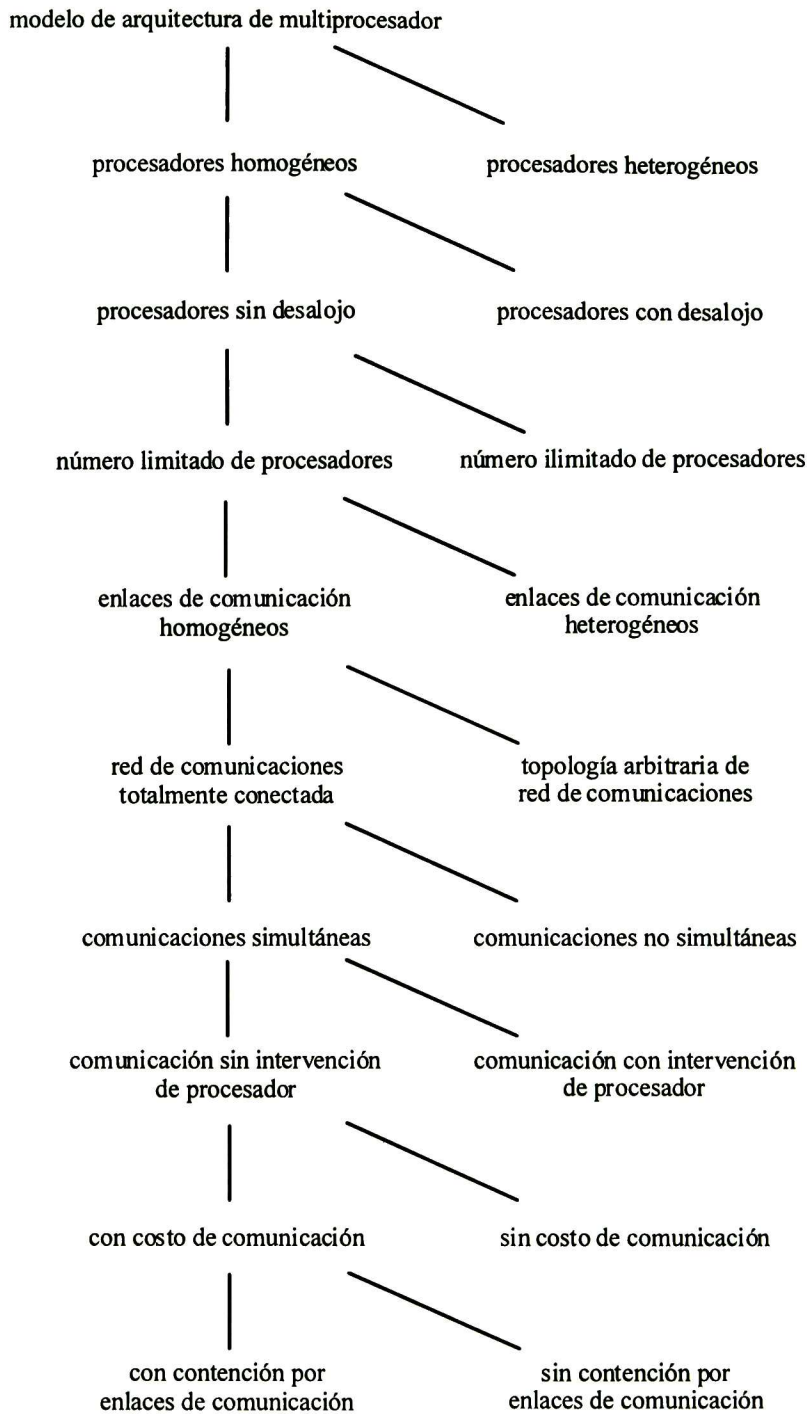 modelo de arquitectura de multiprocesador
procesadores homogéneos
procesadores heterogéneos
procesadores sin desalojo
procesadores con desalojo
número limitado de procesadores
número ilimitado de procesadores
enlaces de comunicación
homogéneos
enlaces de comunicación
heterogéneos
red de comunicaciones
totalmente conectada
topología arbitraria de
red de comunicaciones
comunicaciones simultáneas
comunicaciones no simultáneas
comunicación sin intervención
de procesador
comunicación con intervención
de procesador
con costo de comunicación
sin costo de comunicación
con contención por
enlaces de comunicación
sin contención por
enlaces de comunicación